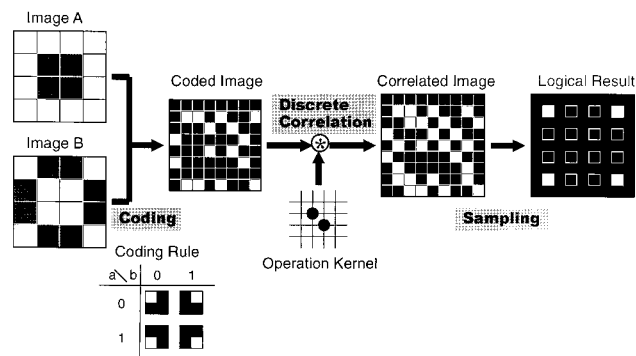 Image A
Coded Image
Discrete
Correlation
Correlated Image
Logical Result
Image B
Coding
Sampling
Operation Kernel
Coding Rule
a \ b 0 1
0
1